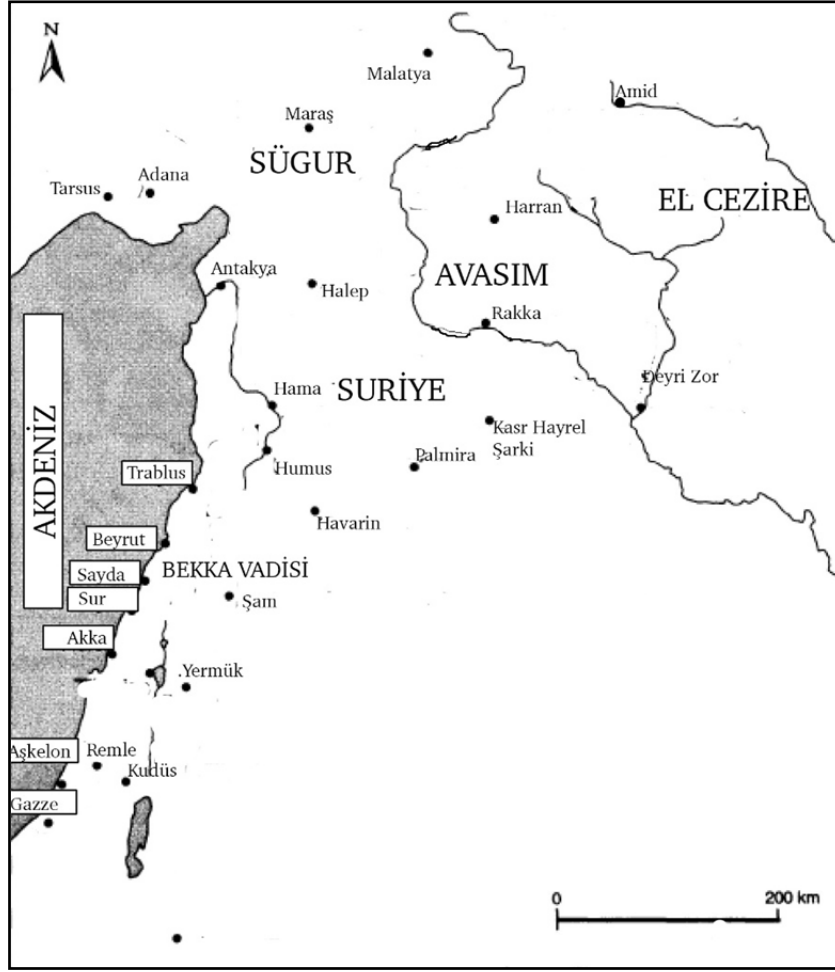 N
Malatya
Amid
Maraş
SÜGUR
Tarsus
Adana
EL CEZİRE
Harran
Antakya
Halep
AVASIM
Rakka
AKDENİZ
Hama
SURİYE
Deyri Zor
Kasr Hayrel
Şarki
Trablus
Humus
Palmira
Havarin
Beyrut
Sayda
BEKKA VADİSİ
Sur
Şam
Akka
Yermük
Aşkelon
Remle
Kudüs
Gazze
0
200 km